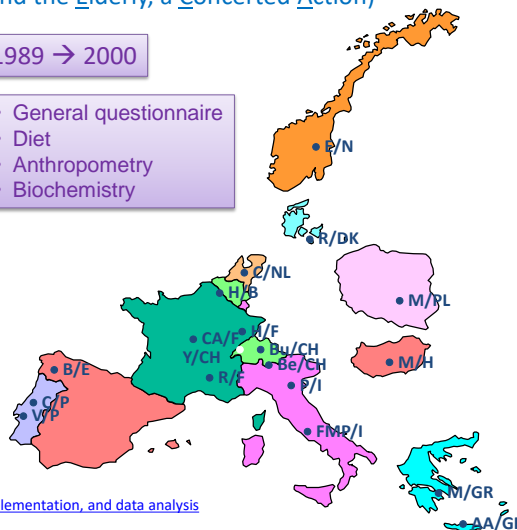 and the Elderly, a Concerted Action)
1989 → 2000
General questionnaire
Diet
Anthropometry
Biochemistry
E/N
R/DK
C/NL
H/B
M/PL
H/F
CA/F
Bu/CH
Y/CH
Be/CH
M/H
B/E
R/F
P/I
C/P
V/P
FMP/I
M/GR
AA/G
lementation, and data analysis